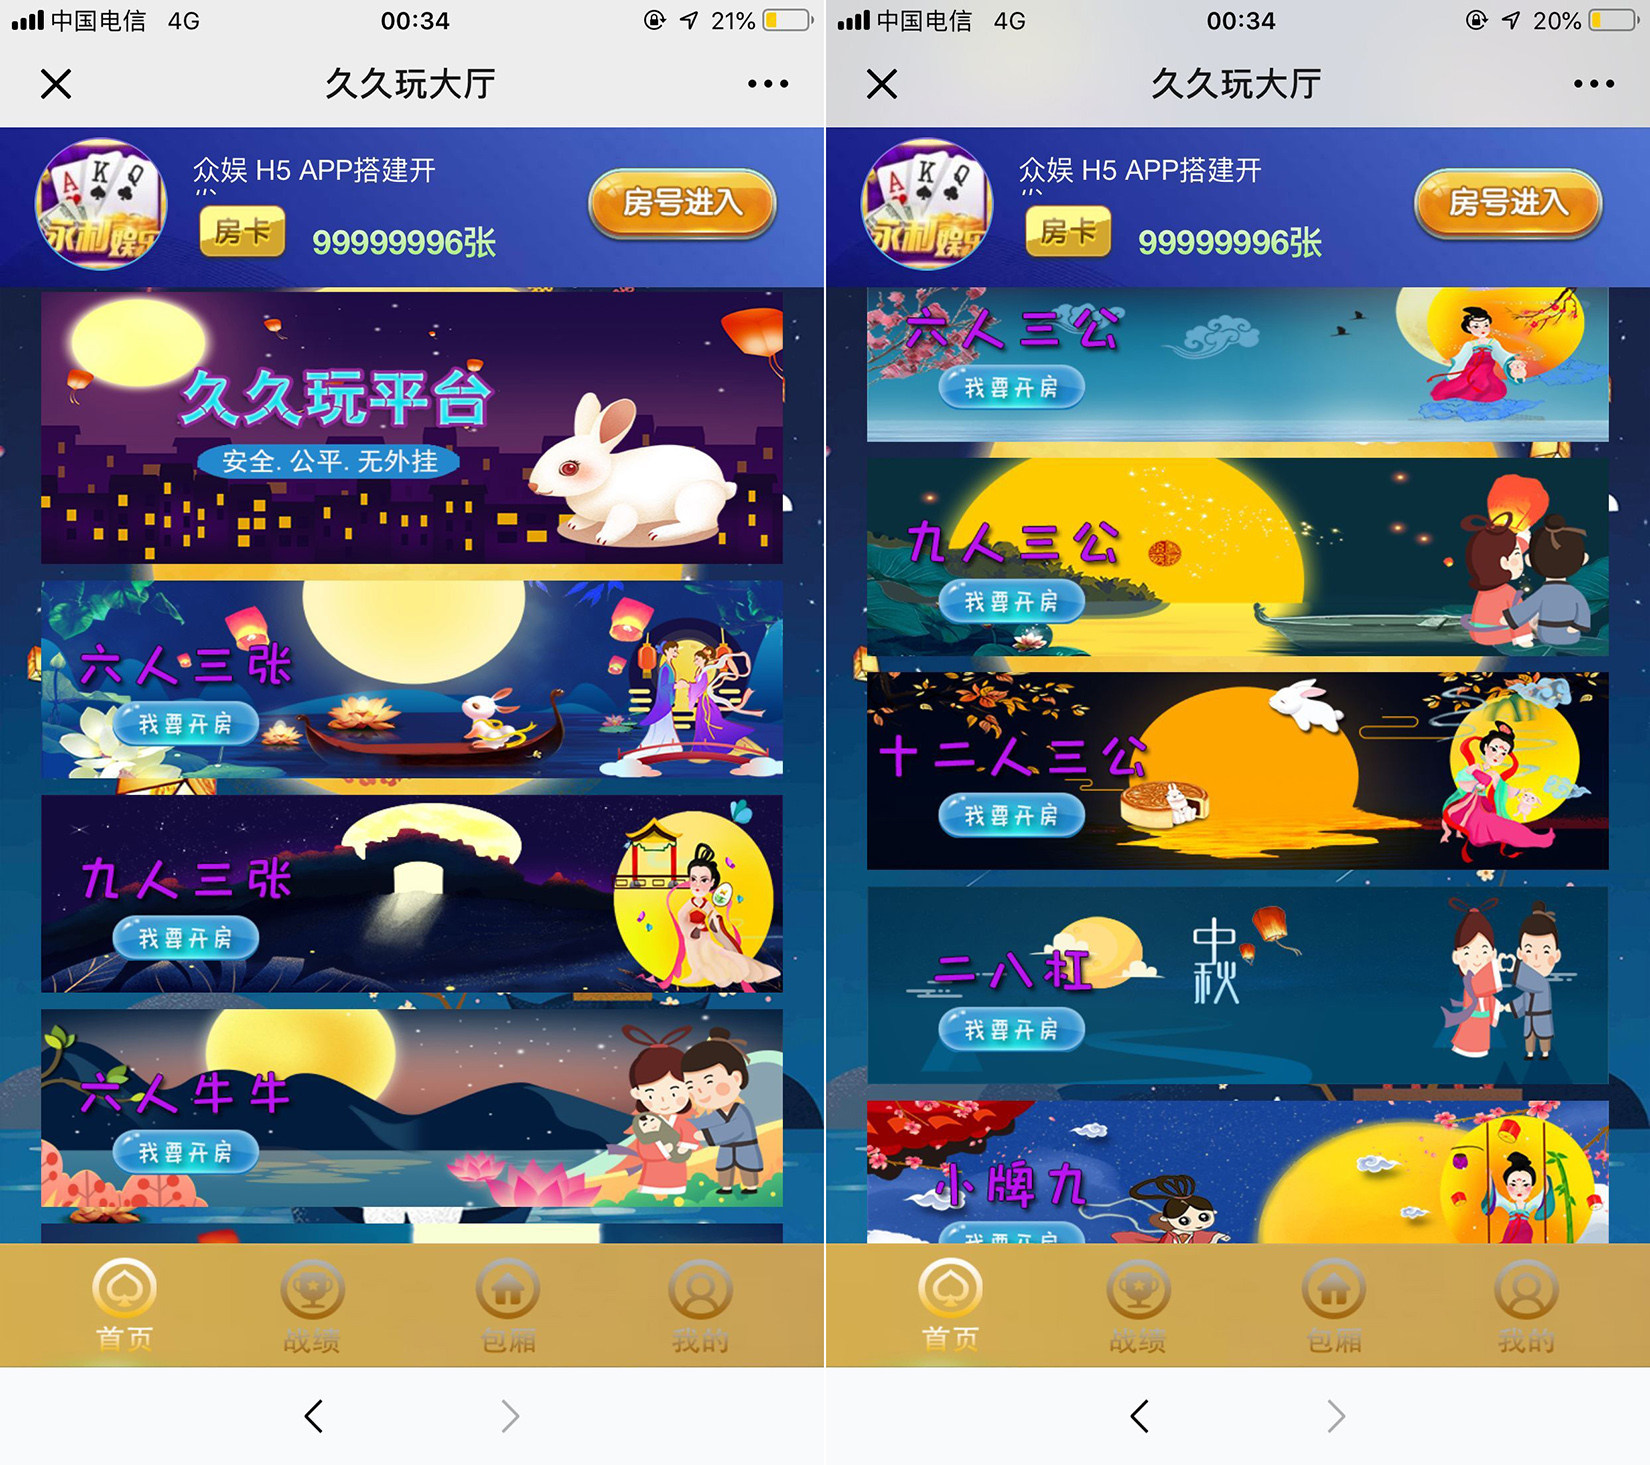 中国电信 4G 00:34 21%
久久玩大厅
众娱 H5 APP搭建开
房卡 99999996张
房号进入
久久玩平台
安全.公平.无外挂
六人三张
我要开房
九人三张
我要开房
六人牛牛
我要开房
首页 战绩 包厢 我的
中国电信 4G 00:34 20%
久久玩大厅
众娱 H5 APP搭建开
房卡 99999996张
房号进入
六人三公
我要开房
九人三公
我要开房
十二人三公
我要开房
二八杠
中秋
我要开房
小牌九
我要开房
首页 战绩 包厢 我的